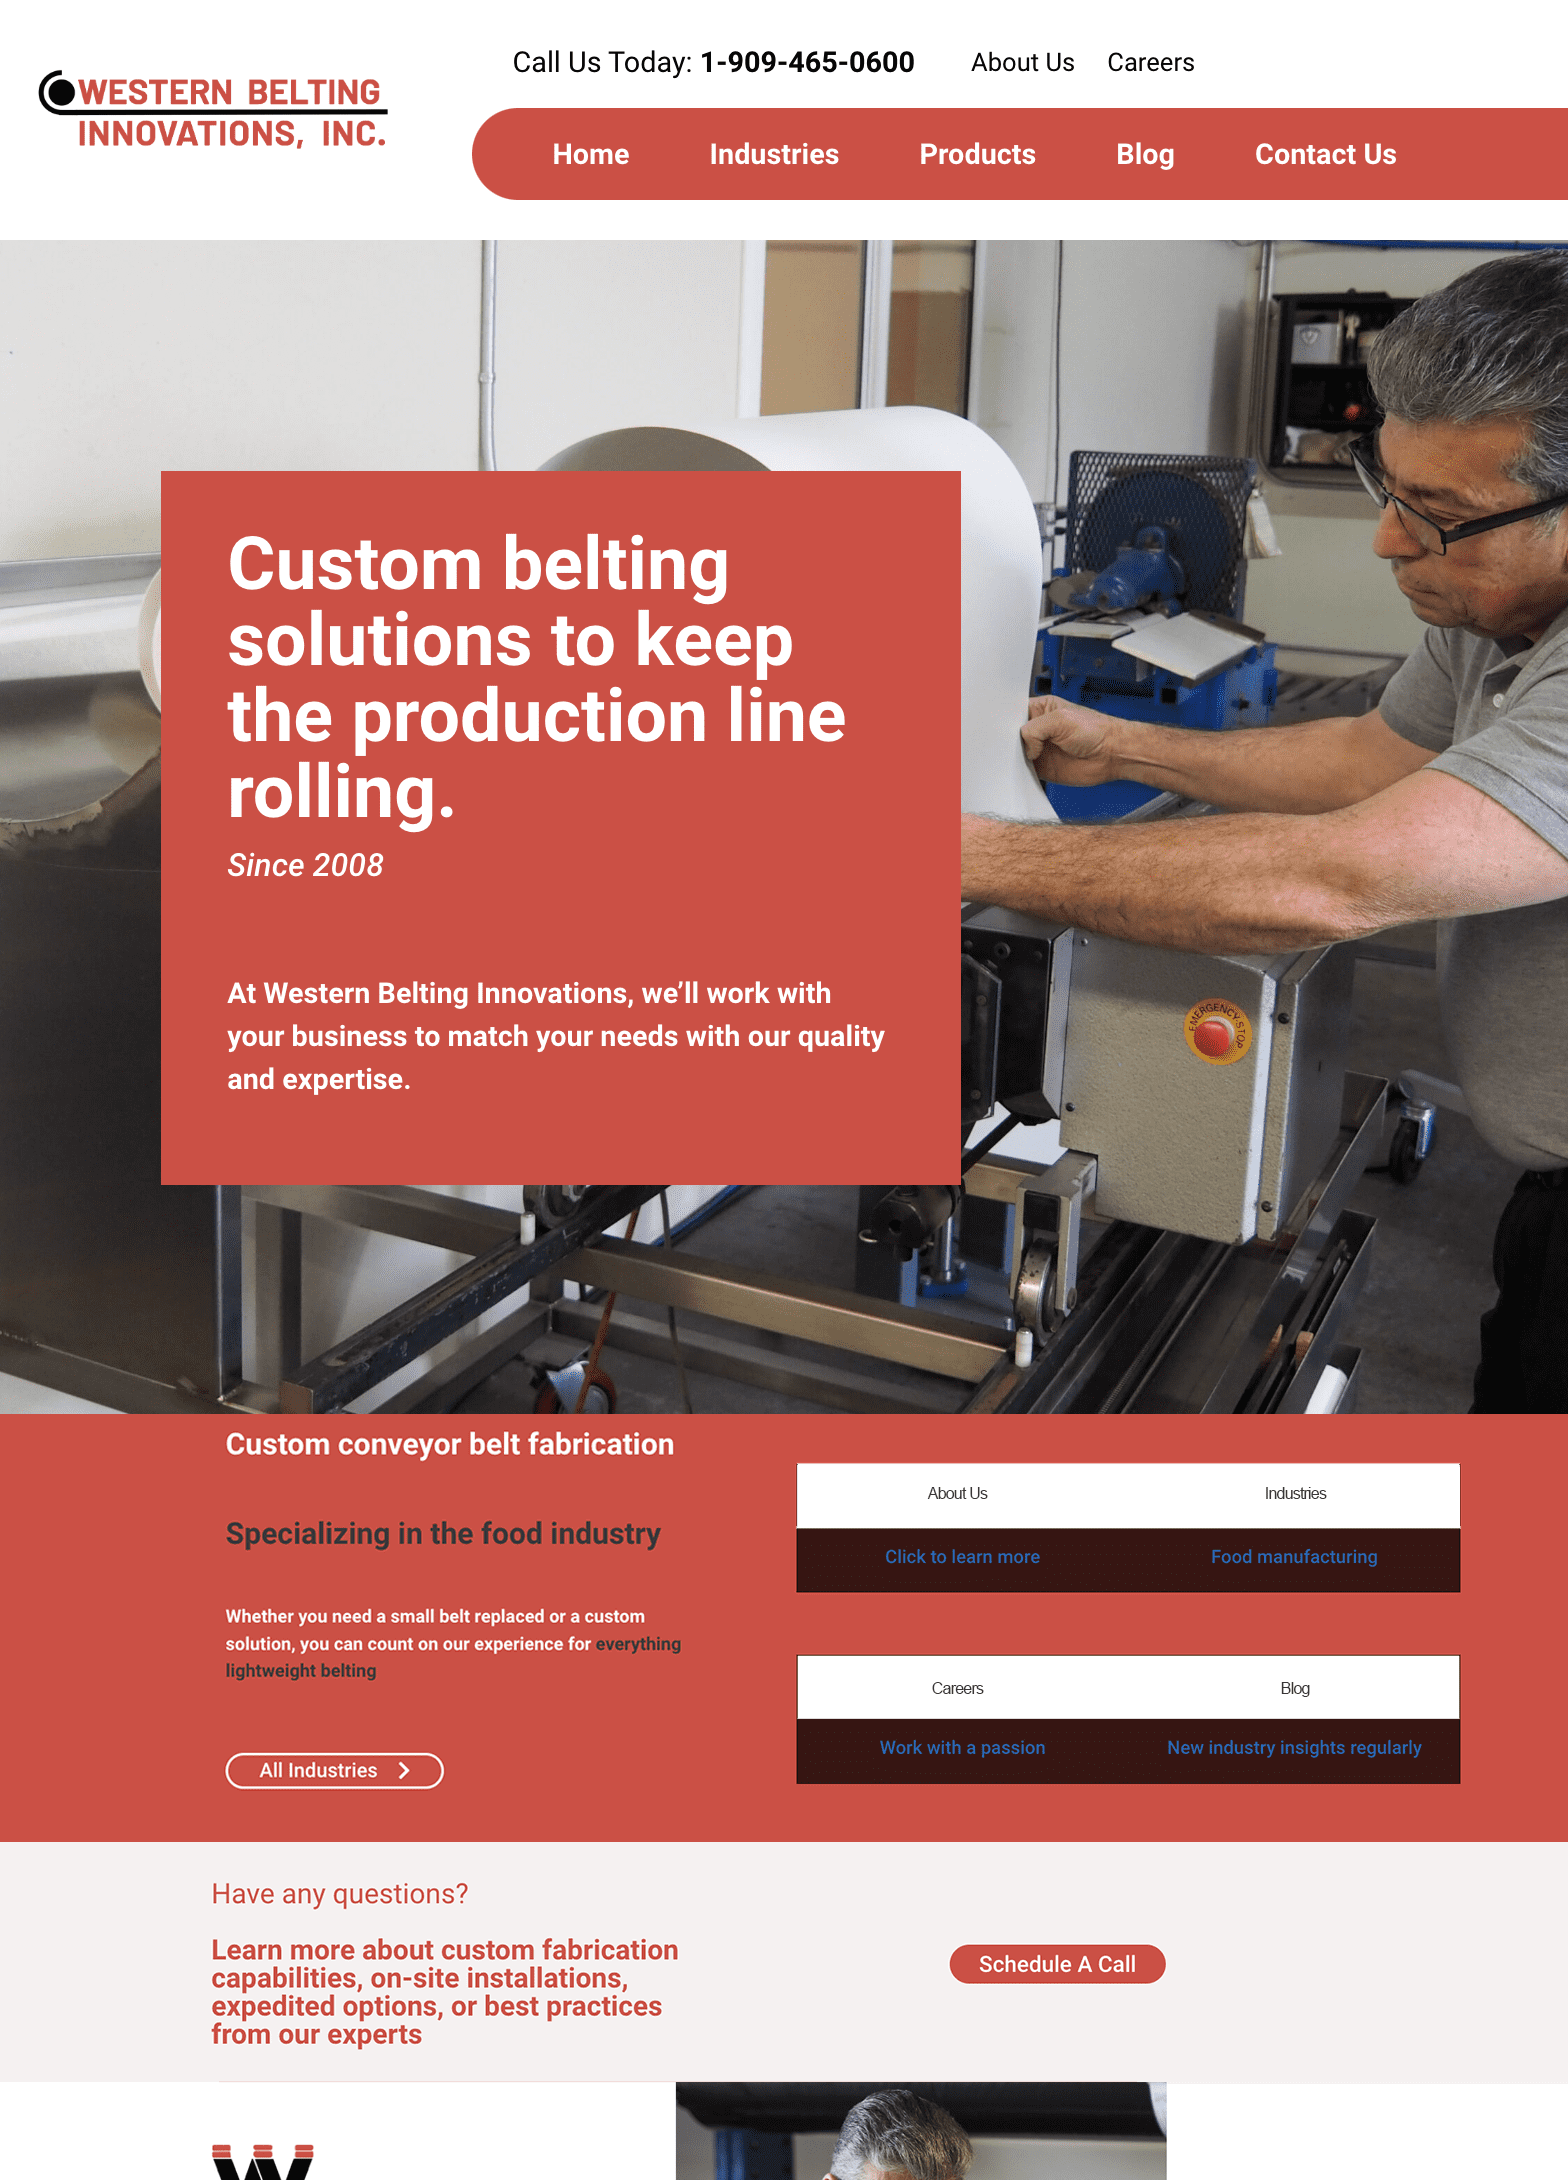 Call Us Today: 1-909-465-0600
About Us
Careers
WESTERN BELTING
INNOVATIONS, INC.
Home
Industries
Products
Blog
Contact Us
Custom belting
solutions to keep
the production line
rolling.
Since 2008
At Western Belting Innovations, we’ll work with
your business to match your needs with our quality
and expertise.
EMERGENCY STOP
Custom conveyor belt fabrication
Specializing in the food industry
Whether you need a small belt replaced or a custom
solution, you can count on our experience for everything
lightweight belting
All Industries
About Us
Industries
Click to learn more
Food manufacturing
Careers
Blog
Work with a passion
New industry insights regularly
Have any questions?
Learn more about custom fabrication
capabilities, on-site installations,
expedited options, or best practices
from our experts
Schedule A Call
W